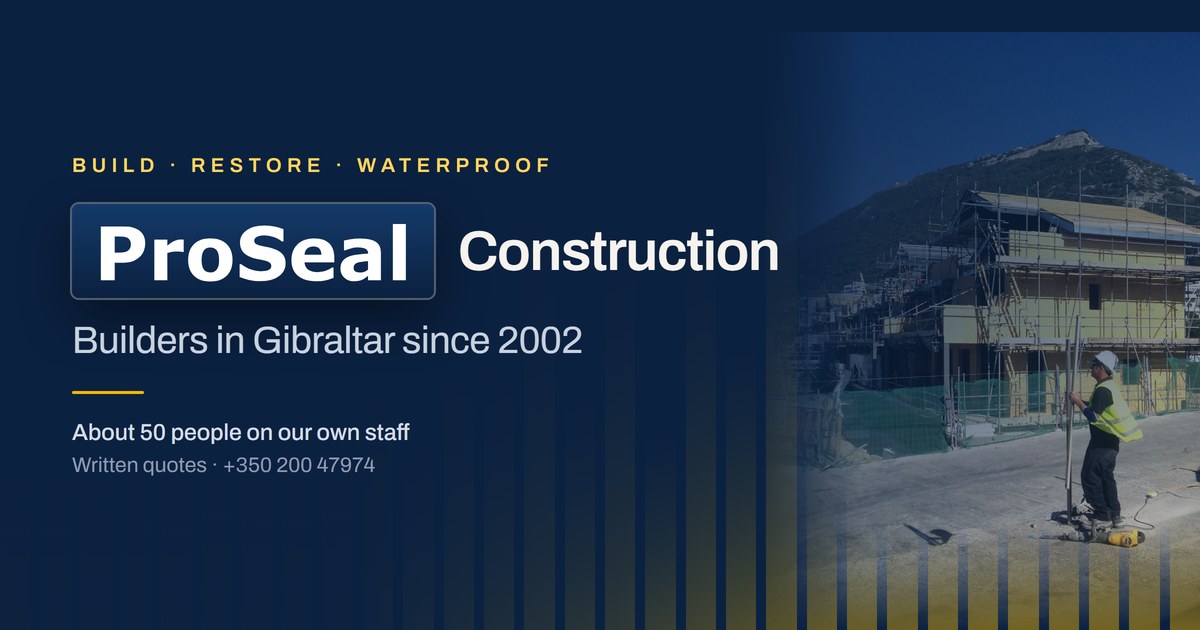 BUILD · RESTORE · WATERPROOF
ProSeal Construction
Builders in Gibraltar since 2002
About 50 people on our own staff
Written quotes · +350 200 47974